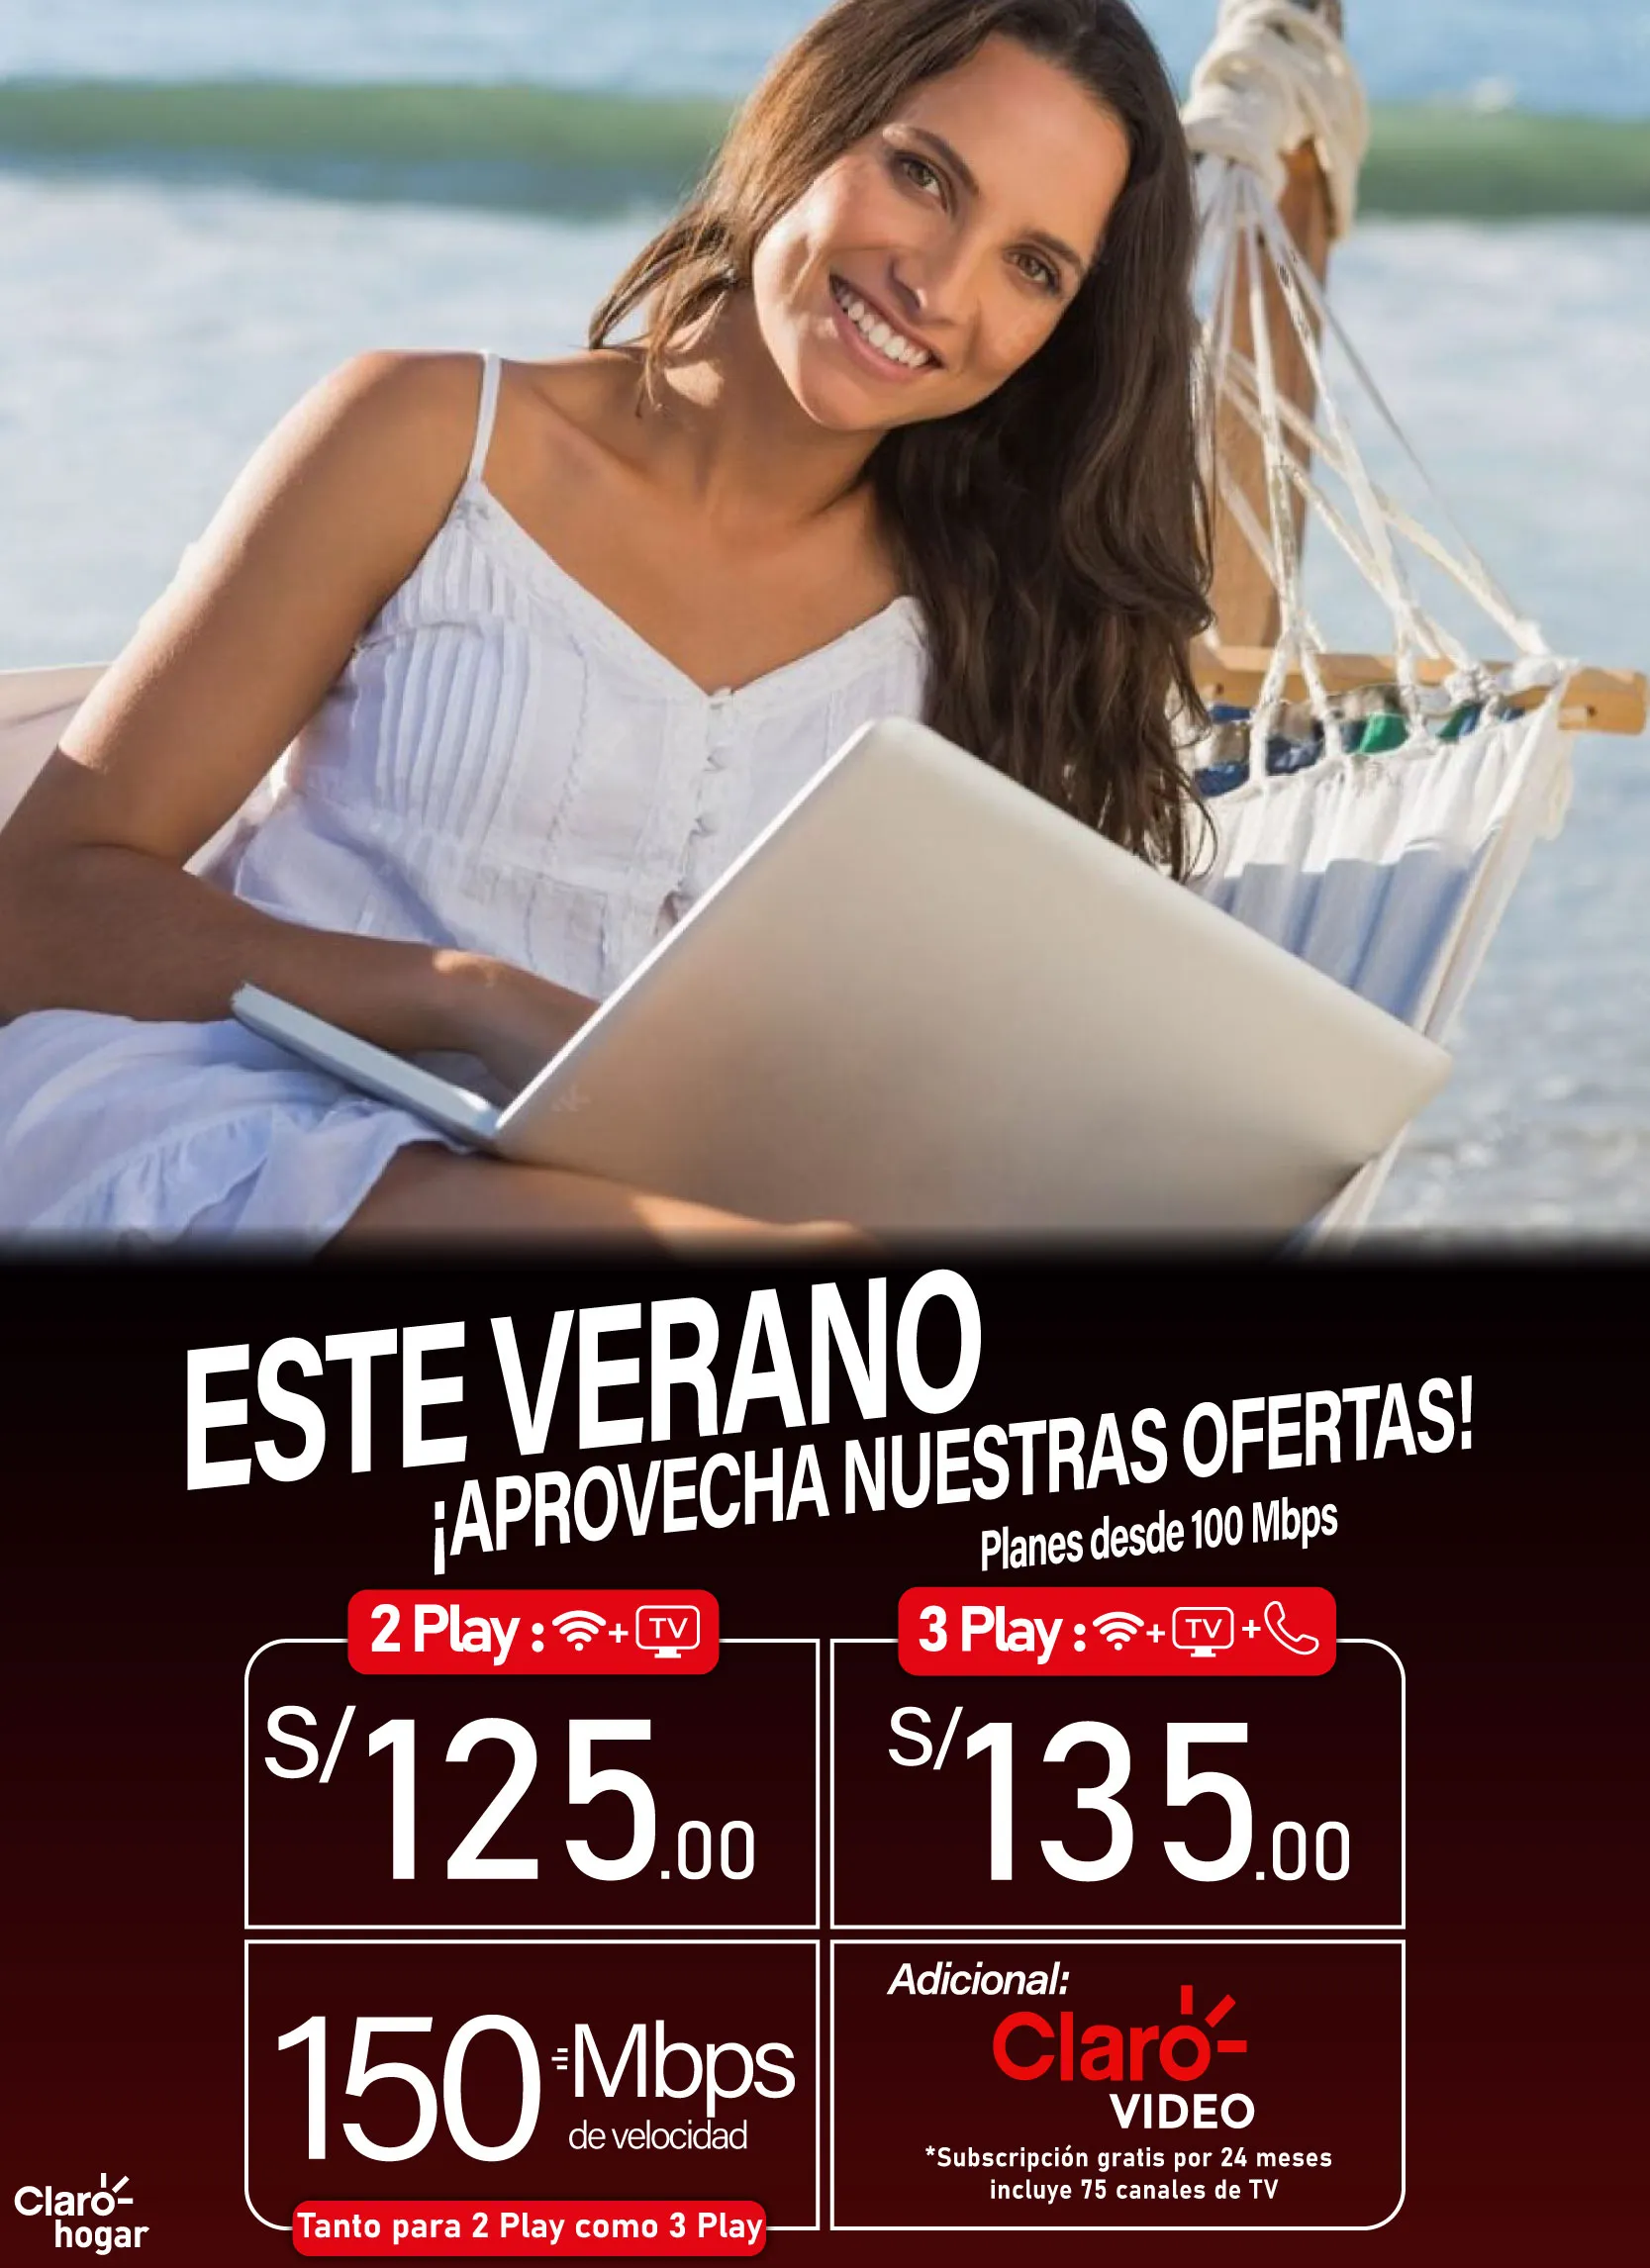 ESTE VERANO
¡APROVECHA NUESTRAS OFERTAS!
Planes desde 100 Mbps
2 Play : + TV
3 Play : + TV +
S/125.00
S/135.00
150 Mbps
de velocidad
Tanto para 2 Play como 3 Play
Adicional:
Claro
VIDEO
*Subscripción gratis por 24 meses
incluye 75 canales de TV
Claro
hogar